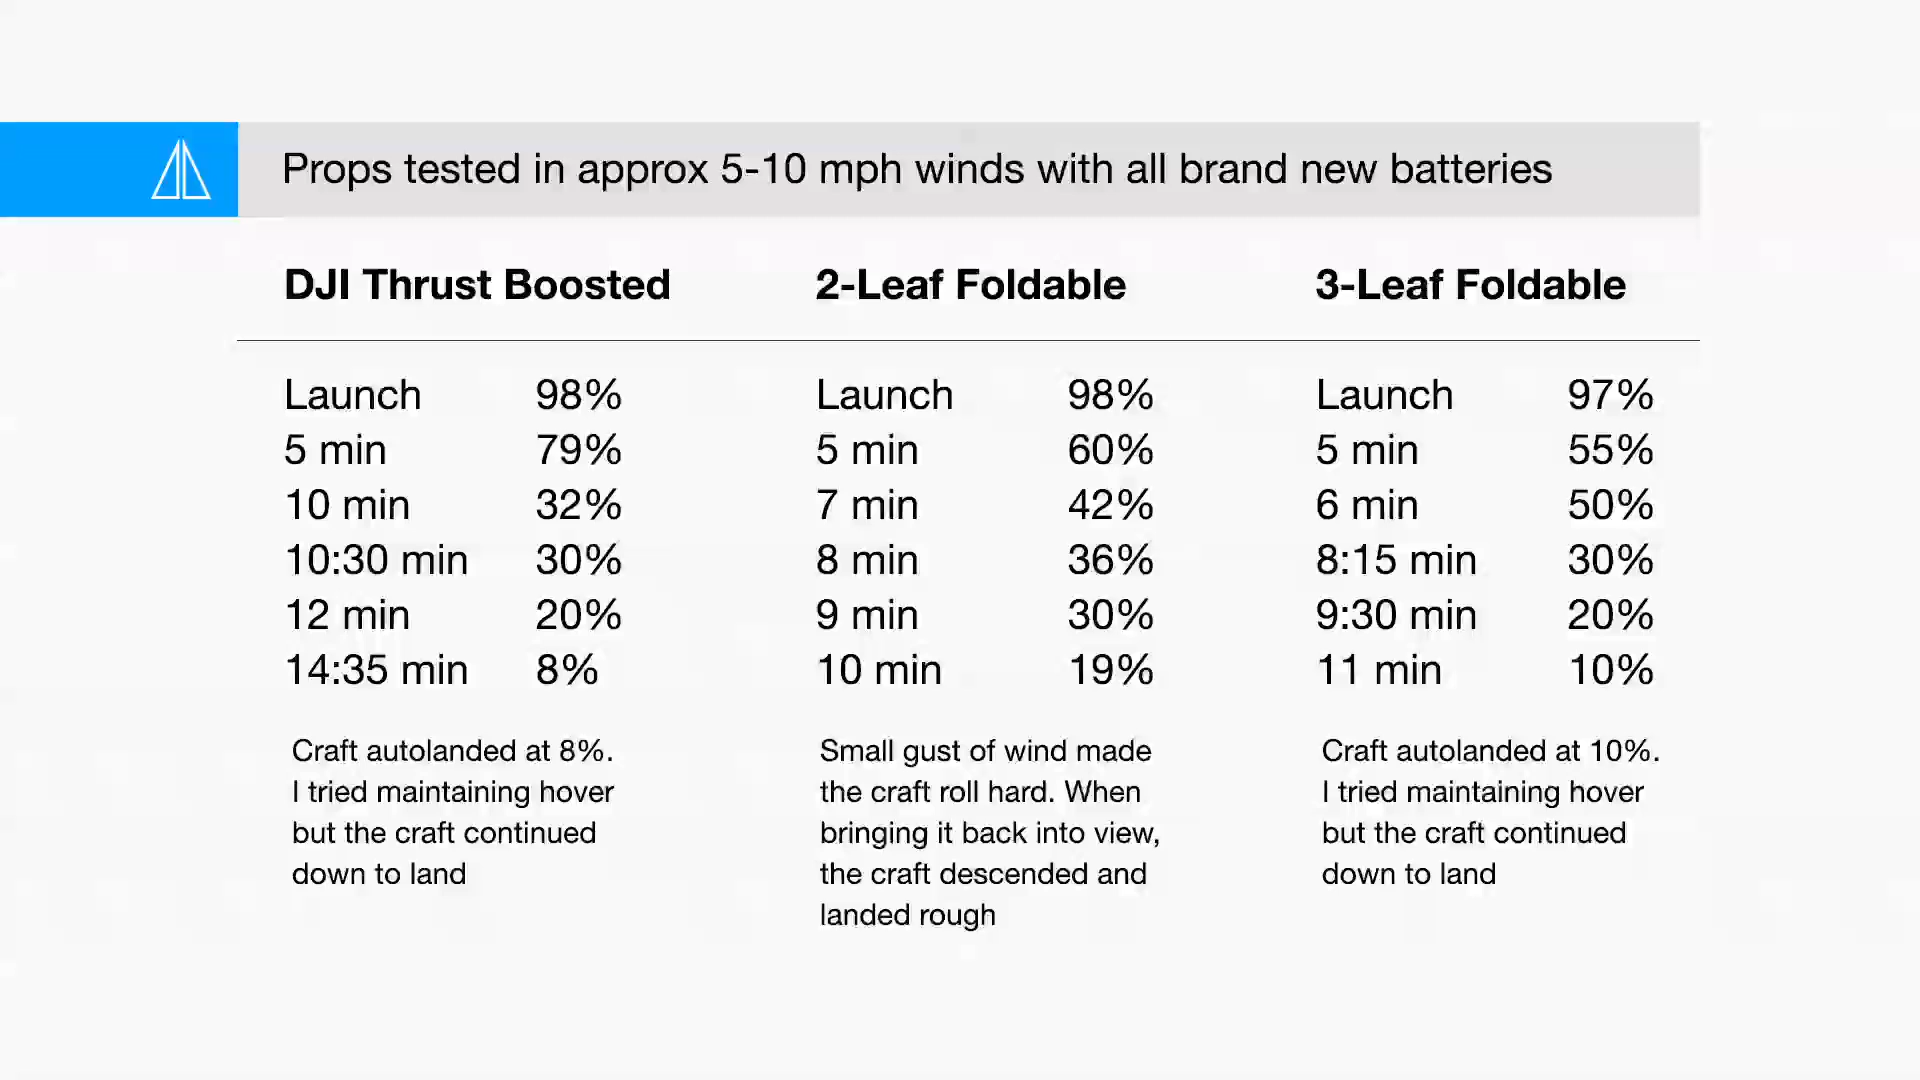 Props tested in approx 5-10 mph winds with all brand new batteries
DJI Thrust Boosted
Launch 98%
5 min 79%
10 min 32%
10:30 min 30%
12 min 20%
14:35 min 8%
Craft autolanded at 8%.
I tried maintaining hover
but the craft continued
down to land
2-Leaf Foldable
Launch 98%
5 min 60%
7 min 42%
8 min 36%
9 min 30%
10 min 19%
Small gust of wind made
the craft roll hard. When
bringing it back into view,
the craft descended and
landed rough
3-Leaf Foldable
Launch 97%
5 min 55%
6 min 50%
8:15 min 30%
9:30 min 20%
11 min 10%
Craft autolanded at 10%.
I tried maintaining hover
but the craft continued
down to land